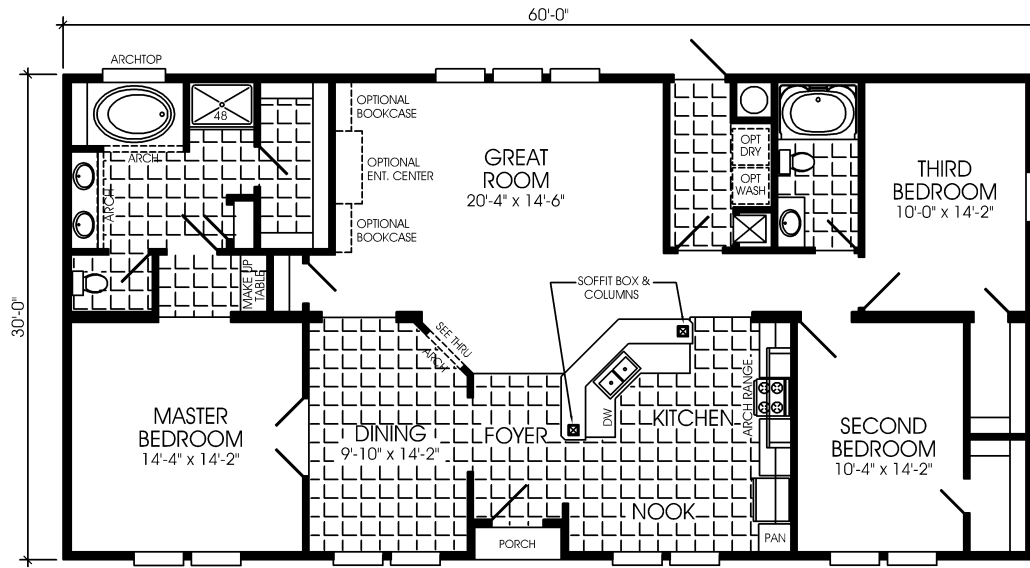 60'-0"
ARCHTOP
30'-0"
48
ARCH
ARCH
OPTIONAL
BOOKCASE
OPTIONAL
ENT. CENTER
OPTIONAL
BOOKCASE
GREAT
ROOM
20'-4" x 14'-6"
OPT
DRY
OPT
WASH
THIRD
BEDROOM
10'-0" x 14'-2"
MAKE UP
TABLE
SOFFIT BOX &
COLUMNS
SEE THRU
ARCH
MASTER
BEDROOM
14'-4" x 14'-2"
DINING
9'-10" x 14'-2"
FOYER
DW
KITCHEN
ARCH RANGE
SECOND
BEDROOM
10'-4" x 14'-2"
NOOK
PORCH
PAN